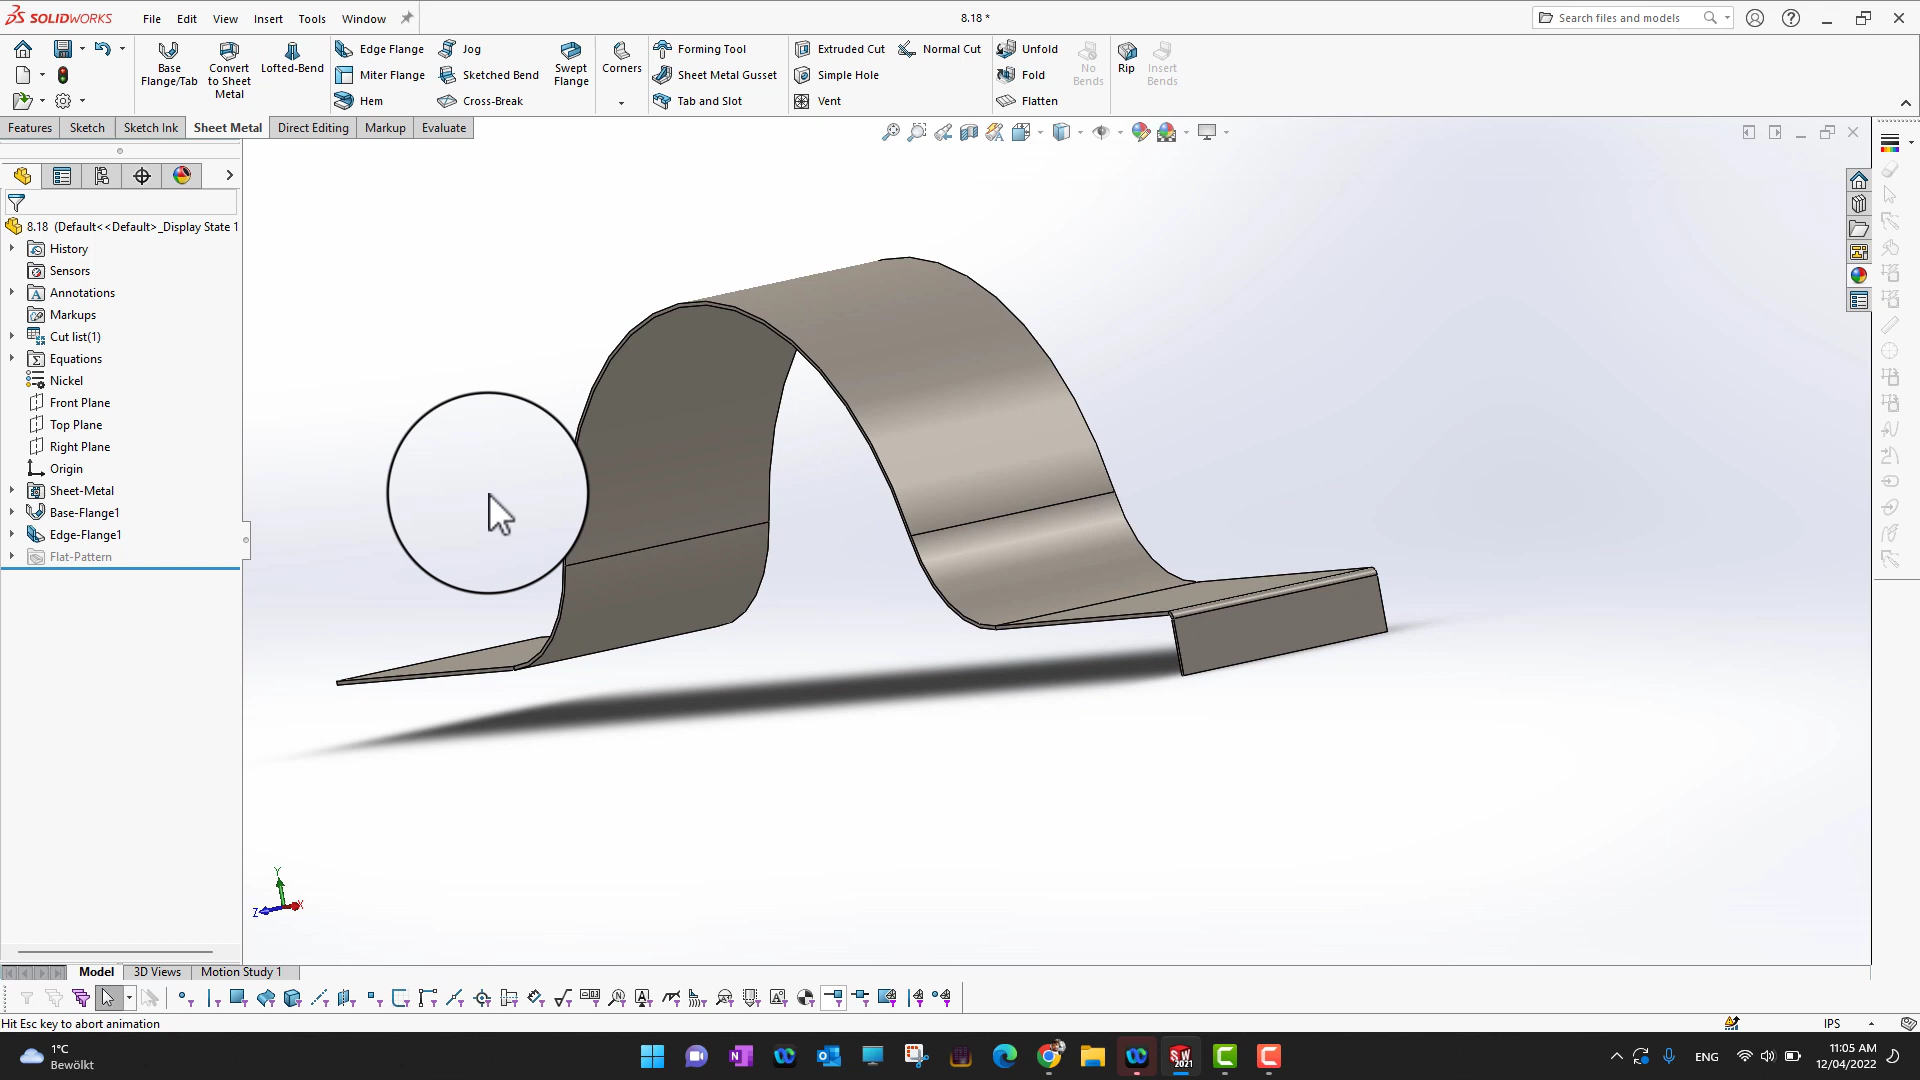 SOLIDWORKS File Edit View Insert Tools Window 8.18 * Search files and models
Base Flange/Tab
Convert to Sheet Metal
Lofted-Bend
Edge Flange
Miter Flange
Hem
Jog
Sketched Bend
Cross-Break
Swept Flange
Corners
Forming Tool
Sheet Metal Gusset
Tab and Slot
Extruded Cut
Simple Hole
Vent
Normal Cut
Unfold
Fold
Flatten
No Bends
Rip
Insert Bends
Features Sketch Sketch Ink Sheet Metal Direct Editing Markup Evaluate
8.18 (Default<<Default>_Display State 1
History
Sensors
Annotations
Markups
Cut list(1)
Equations
Nickel
Front Plane
Top Plane
Right Plane
Origin
Sheet-Metal
Base-Flange1
Edge-Flange1
Flat-Pattern
Y
Z X
Model 3D Views Motion Study 1
Hit Esc key to abort animation IPS
1°C
Bewölkt
SW
2021
ENG
11:05 AM
12/04/2022